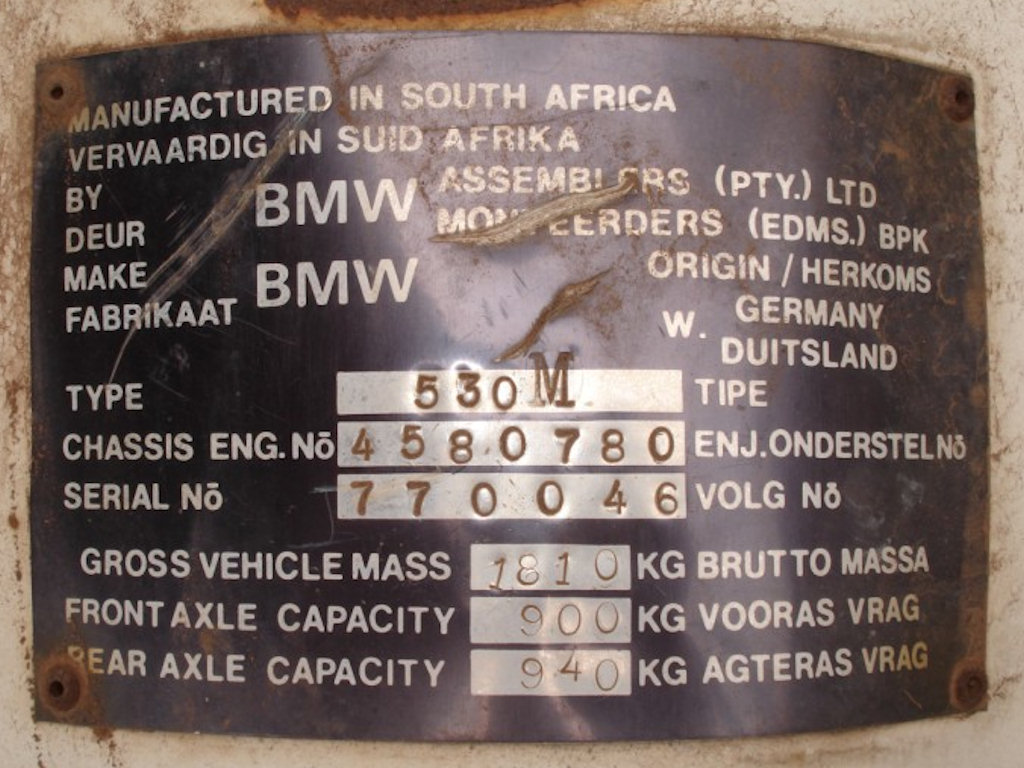 MANUFACTURED IN SOUTH AFRICA
VERVAARDIG IN SUID AFRIKA
BY BMW ASSEMBLERS (PTY.) LTD
DEUR MONTEERDERS (EDMS.) BPK
MAKE BMW ORIGIN / HERKOMS
FABRIKAAT W. GERMANY
DUITSLAND
TYPE 530 M TIPE
CHASSIS ENG. Nō 4580780 ENJ. ONDERSTEL Nō
SERIAL Nō 770046 VOLG Nō
GROSS VEHICLE MASS 1810 KG BRUTTO MASSA
FRONT AXLE CAPACITY 900 KG VOORAS VRAG
REAR AXLE CAPACITY 940 KG AGTERAS VRAG